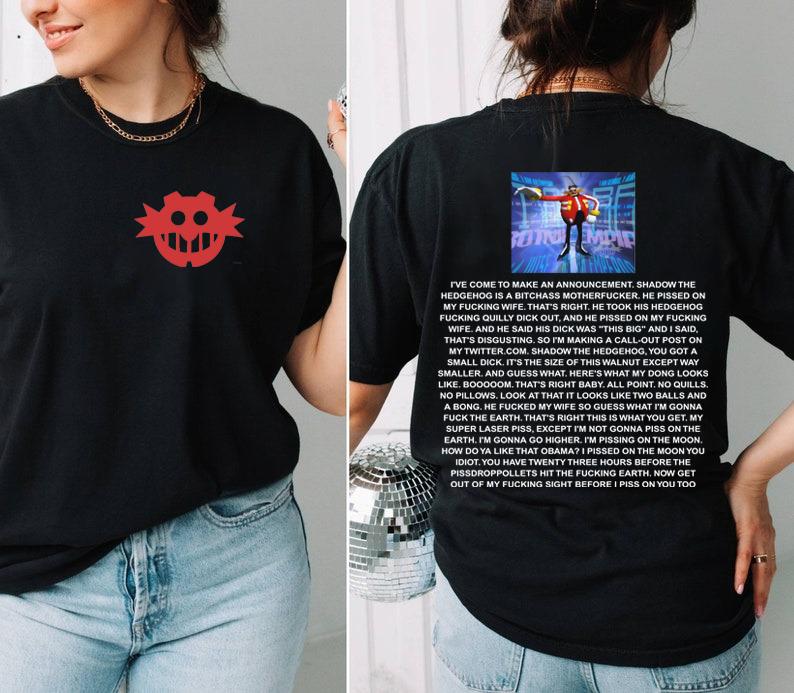 I'VE COME TO MAKE AN ANNOUNCEMENT. SHADOW THE
HEDGEHOG IS A BITCHASS MOTHERFUCKER. HE PISSED ON
MY FUCKING WIFE. THAT'S RIGHT. HE TOOK HIS HEDGEHOG
FUCKING QUILLY DICK OUT, AND HE PISSED ON MY FUCKING
WIFE. AND HE SAID HIS DICK WAS "THIS BIG" AND I SAID,
THAT'S DISGUSTING. SO I'M MAKING A CALL-OUT POST ON
MY TWITTER.COM. SHADOW THE HEDGEHOG, YOU GOT A
SMALL DICK. IT'S THE SIZE OF THIS WALNUT EXCEPT WAY
SMALLER. AND GUESS WHAT. HERE'S WHAT MY DONG LOOKS
LIKE. BOOOOOM. THAT'S RIGHT BABY. ALL POINT. NO QUILLS.
NO PILLOWS. LOOK AT THAT IT LOOKS LIKE TWO BALLS AND
A BONG. HE FUCKED MY WIFE SO GUESS WHAT I'M GONNA
FUCK THE EARTH. THAT'S RIGHT THIS IS WHAT YOU GET. MY
SUPER LASER PISS, EXCEPT I'M NOT GONNA PISS ON THE
EARTH. I'M GONNA GO HIGHER. I'M PISSING ON THE MOON.
HOW DO YA LIKE THAT OBAMA? I PISSED ON THE MOON YOU
IDIOT. YOU HAVE TWENTY THREE HOURS BEFORE THE
PISSDROPPOLLETS HIT THE FUCKING EARTH. NOW GET
OUT OF MY FUCKING SIGHT BEFORE I PISS ON YOU TOO